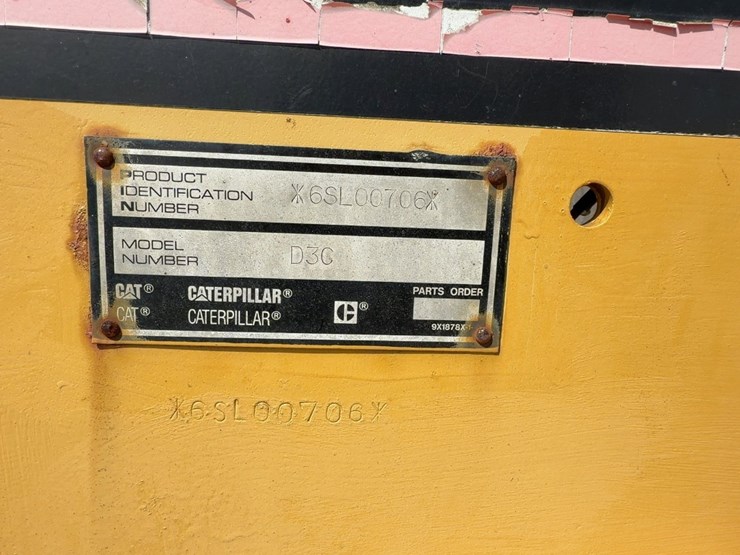 PRODUCT
IDENTIFICATION
NUMBER
*6SL00706*
MODEL
NUMBER
D3C
CAT® CATERPILLAR®
CAT® CATERPILLAR® C®
PARTS ORDER
9X1878X
*6SL00706*